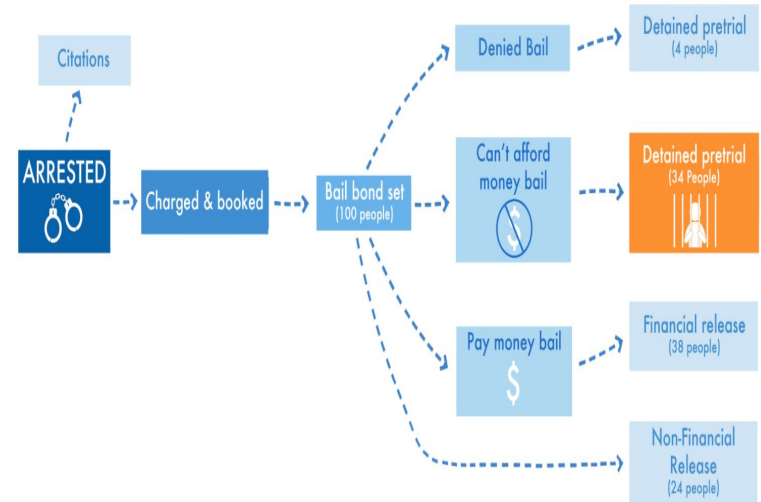 Citations
ARRESTED
Charged & booked
Bail bond set
(100 people)
Denied Bail
Detained pretrial
(4 people)
Can't afford
money bail
$
Detained pretrial
(34 People)
Pay money bail
$
Financial release
(38 people)
Non-Financial
Release
(24 people)